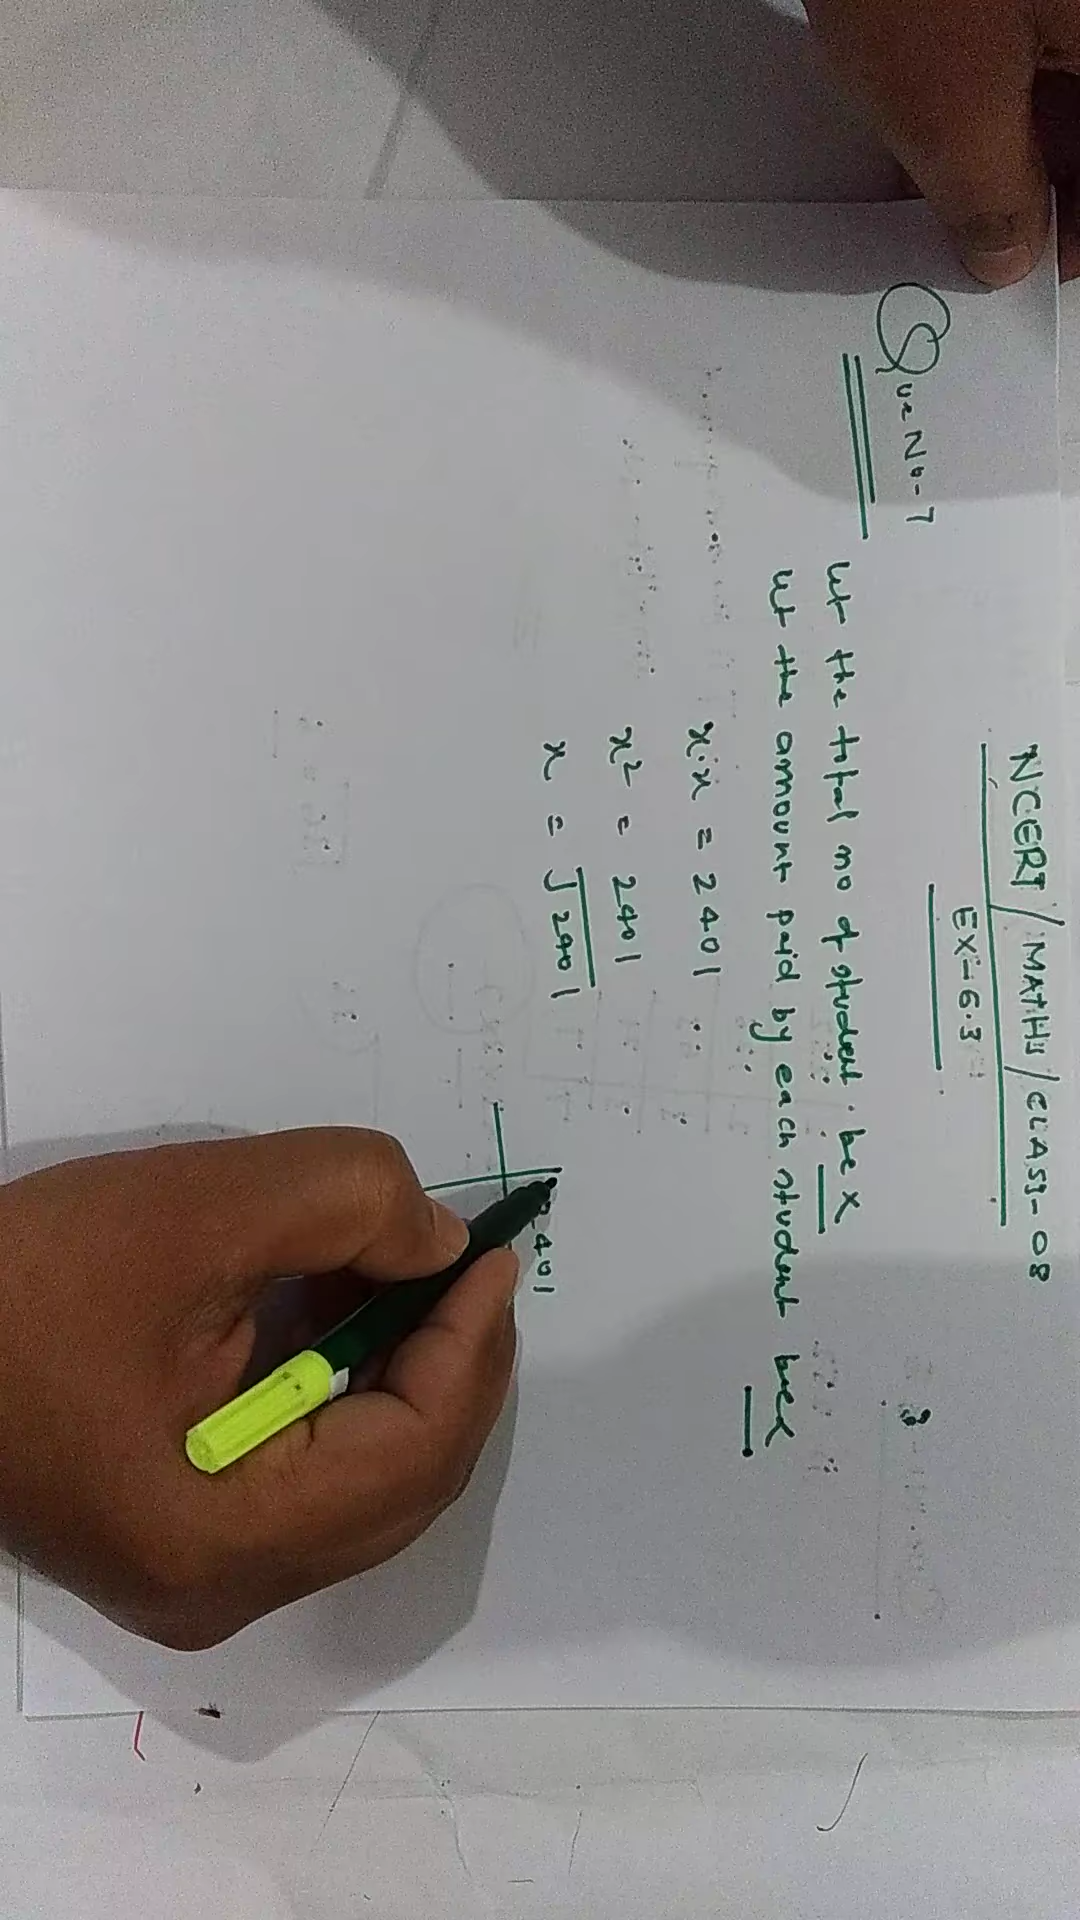 NCERT/MATHS/CLASS-08
EX-6.3
Que No-7
Let the total no of student be x
Let the amount paid by each student be x
x.x = 2401
x² = 2401
x = √2401
2401